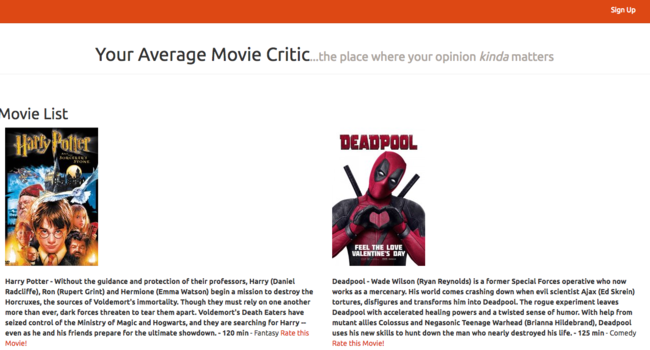 Sign Up
Your Average Movie Critic...the place where your opinion kinda matters
Movie List
Harry Potter
AND THE
SORCERER'S STONE
DEADPOOL
FEEL THE LOVE
VALENTINE'S DAY
Harry Potter - Without the guidance and protection of their professors, Harry (Daniel
Radcliffe), Ron (Rupert Grint) and Hermione (Emma Watson) begin a mission to destroy the
Horcruxes, the sources of Voldemort's immortality. Though they must rely on one another
more than ever, dark forces threaten to tear them apart. Voldemort's Death Eaters have
seized control of the Ministry of Magic and Hogwarts, and they are searching for Harry --
even as he and his friends prepare for the ultimate showdown. - 120 min - Fantasy Rate this
Movie!
Deadpool - Wade Wilson (Ryan Reynolds) is a former Special Forces operative who now
works as a mercenary. His world comes crashing down when evil scientist Ajax (Ed Skrein)
tortures, disfigures and transforms him into Deadpool. The rogue experiment leaves
Deadpool with accelerated healing powers and a twisted sense of humor. With help from
mutant allies Colossus and Negasonic Teenage Warhead (Brianna Hildebrand), Deadpool
uses his new skills to hunt down the man who nearly destroyed his life. - 125 min - Comedy
Rate this Movie!